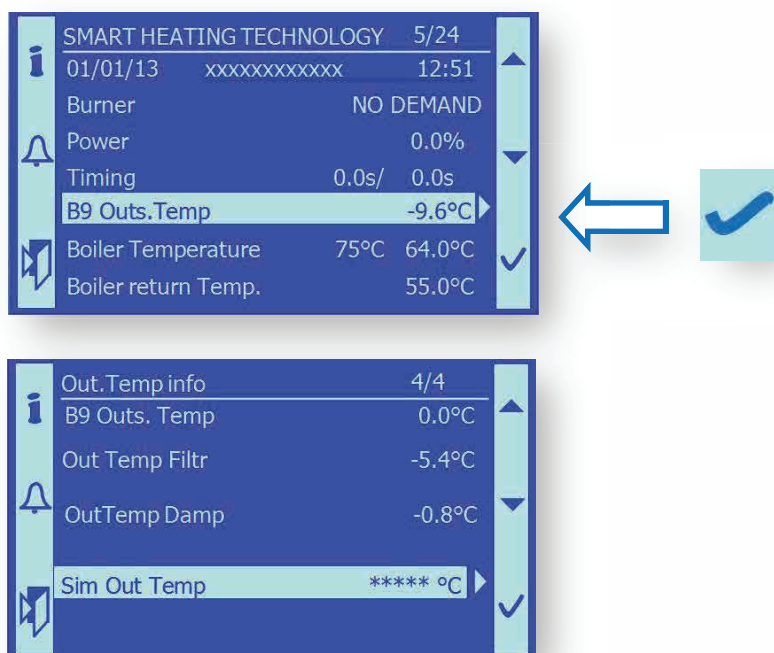 SMART HEATING TECHNOLOGY 5/24
01/01/13 xxxxxxxxxxxx 12:51
Burner NO DEMAND
Power 0.0%
Timing 0.0s/ 0.0s
B9 Outs.Temp -9.6°C
Boiler Temperature 75°C 64.0°C
Boiler return Temp. 55.0°C
Out.Temp info 4/4
B9 Outs. Temp 0.0°C
Out Temp Filtr -5.4°C
OutTemp Damp -0.8°C
Sim Out Temp ***** °C